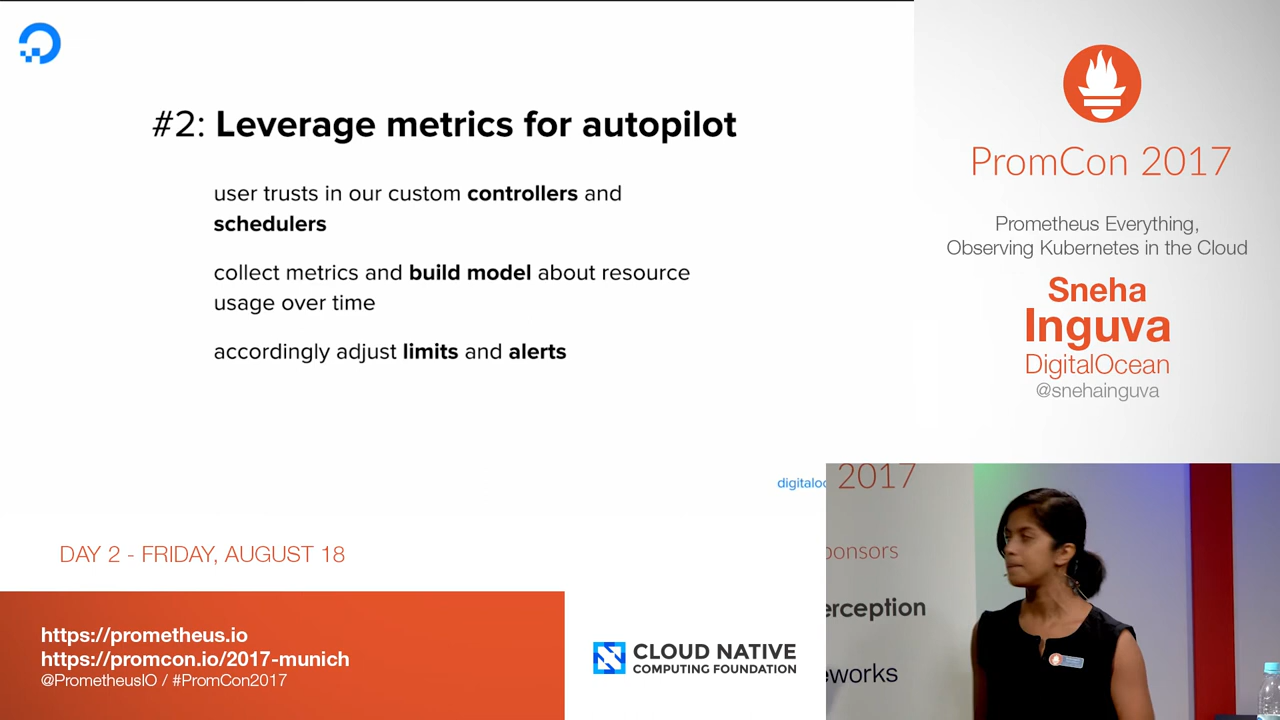 #2: Leverage metrics for autopilot
user trusts in our custom controllers and
schedulers
collect metrics and build model about resource
usage over time
accordingly adjust limits and alerts
PromCon 2017
Prometheus Everything,
Observing Kubernetes in the Cloud
Sneha
Inguva
DigitalOcean
@snehainguva
digitaloc
2017
ponsors
erception
eworks
DAY 2 - FRIDAY, AUGUST 18
https://prometheus.io
https://promcon.io/2017-munich
@PrometheusIO / #PromCon2017
CLOUD NATIVE
COMPUTING FOUNDATION